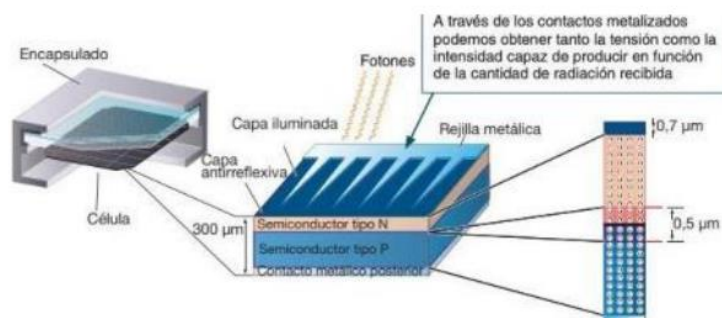 A través de los contactos metalizados
podemos obtener tanto la tensión como la
intensidad capaz de producir en función
de la cantidad de radiación recibida
Encapsulado
Fotones
Capa iluminada
Rejilla metálica
0,7 μm
Capa
antirreflexiva
Célula
300 μm
Semiconductor tipo N
0,5 μm
Semiconductor tipo P
Contacto metálico posterior